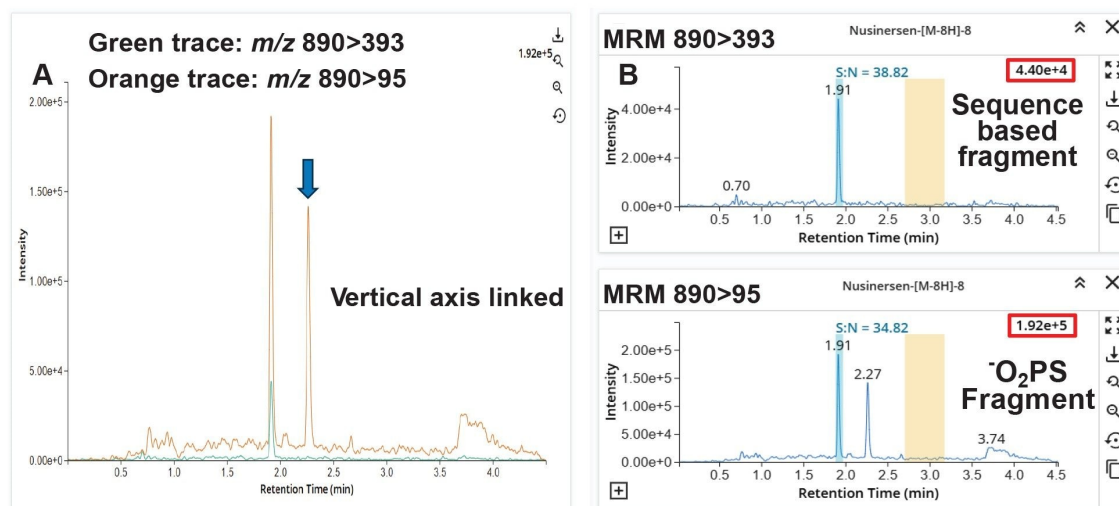 Green trace: m/z 890>393
Orange trace: m/z 890>95
A
1.92e+5
2.00e+5
1.50e+5
1.00e+5
5.00e+4
0.00e+0
Intensity
Vertical axis linked
0.5 1.0 1.5 2.0 2.5 3.0 3.5 4.0
Retention Time (min)
MRM 890>393
Nusinersen-[M-8H]-8
B
S:N = 38.82
4.40e+4
1.91
Sequence
based
fragment
4.00e+4
2.00e+4
0.00e+0
Intensity
0.70
0.5 1.0 1.5 2.0 2.5 3.0 3.5 4.0 4.5
Retention Time (min)
MRM 890>95
Nusinersen-[M-8H]-8
S:N = 34.82
1.92e+5
1.91
2.27
-O2PS
Fragment
3.74
2.00e+5
1.50e+5
1.00e+5
5.00e+4
0.00e+0
Intensity
0.5 1.0 1.5 2.0 2.5 3.0 3.5 4.0 4.5
Retention Time (min)